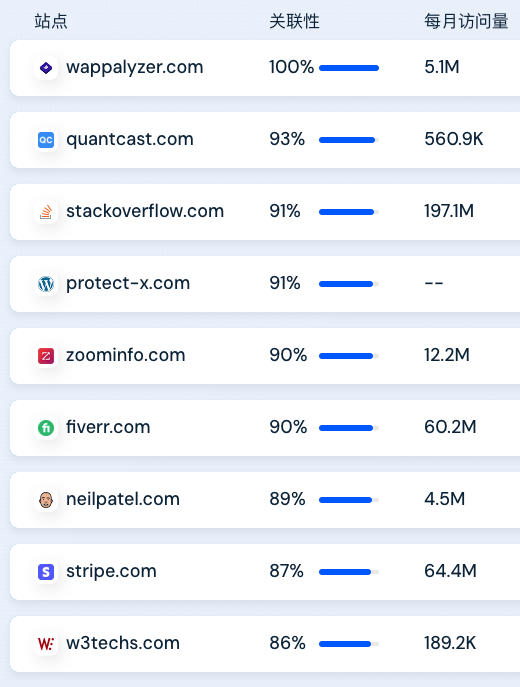 站点 关联性 每月访问量
wappalyzer.com 100% 5.1M
QC quantcast.com 93% 560.9K
stackoverflow.com 91% 197.1M
protect-x.com 91% --
Z zoominfo.com 90% 12.2M
fi fiverr.com 90% 60.2M
neilpatel.com 89% 4.5M
S stripe.com 87% 64.4M
W: w3techs.com 86% 189.2K